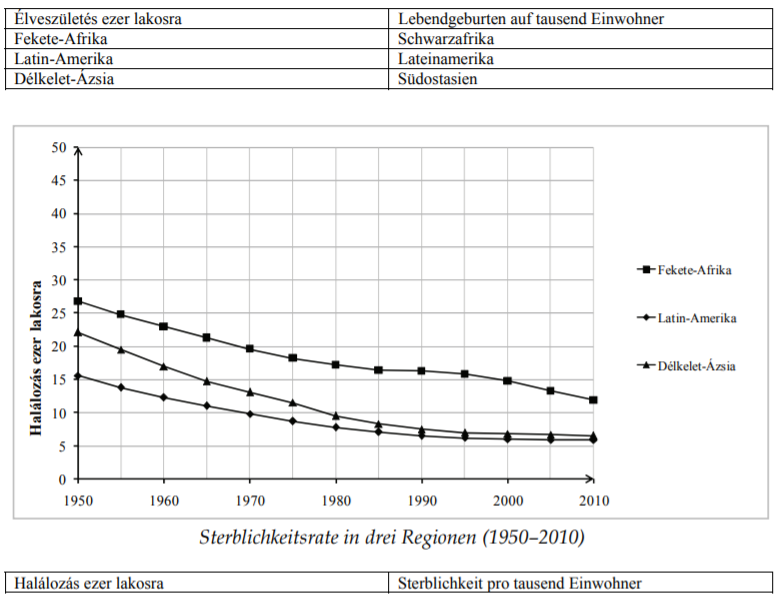 Élveszületés ezer lakosra Lebendgeburten auf tausend Einwohner
Fekete-Afrika Schwarzafrika
Latin-Amerika Lateinamerika
Délkelet-Ázsia Südostasien
50
45
40
35
30
25
20
15
10
5
0
Halálozás ezer lakosra
1950 1960 1970 1980 1990 2000 2010
Fekete-Afrika
Latin-Amerika
Délkelet-Ázsia
Sterblichkeitsrate in drei Regionen (1950–2010)
Halálozás ezer lakosra Sterblichkeit pro tausend Einwohner